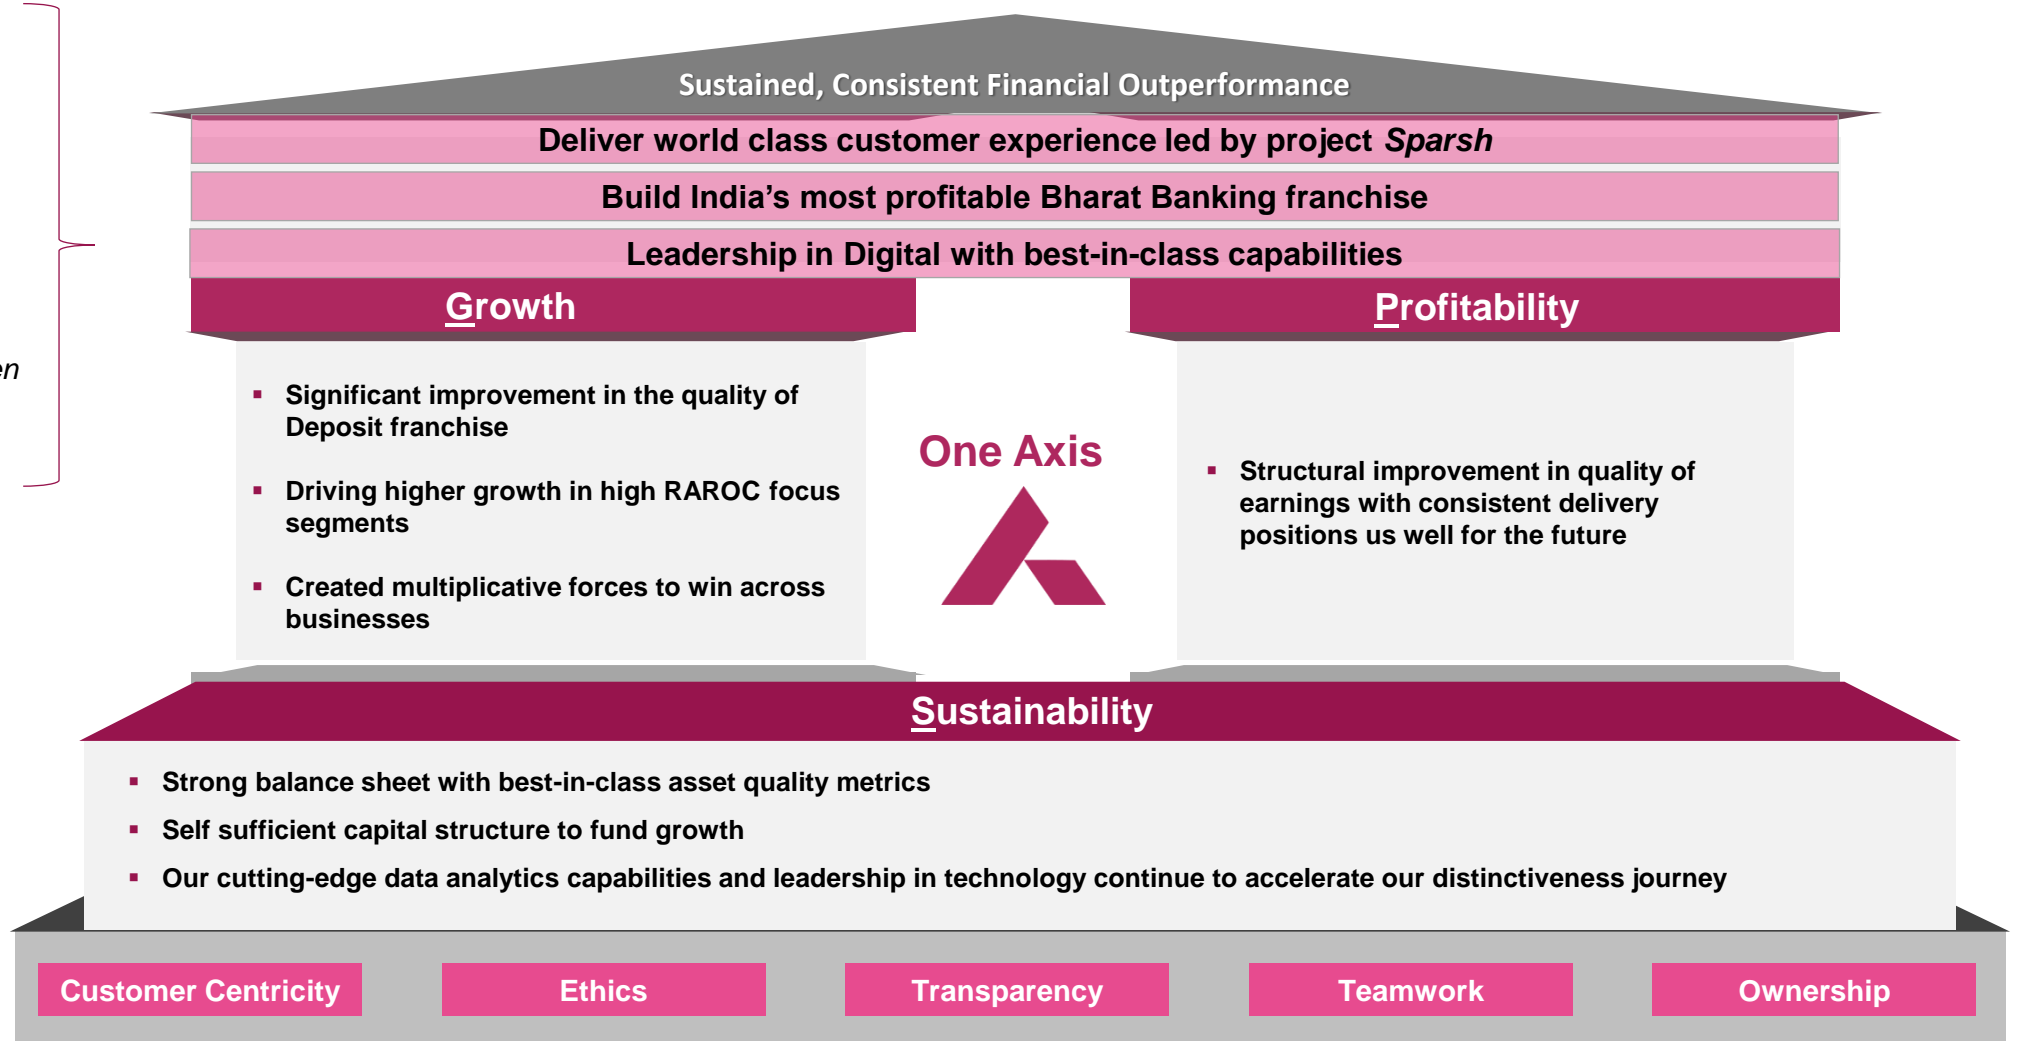 Sustained, Consistent Financial Outperformance
Deliver world class customer experience led by project Sparsh
Build India’s most profitable Bharat Banking franchise
Leadership in Digital with best-in-class capabilities
Growth
Profitability
▪ Significant improvement in the quality of
Deposit franchise
▪ Driving higher growth in high RAROC focus
segments
▪ Created multiplicative forces to win across
businesses
One Axis
▪ Structural improvement in quality of
earnings with consistent delivery
positions us well for the future
Sustainability
▪ Strong balance sheet with best-in-class asset quality metrics
▪ Self sufficient capital structure to fund growth
▪ Our cutting-edge data analytics capabilities and leadership in technology continue to accelerate our distinctiveness journey
Customer Centricity
Ethics
Transparency
Teamwork
Ownership